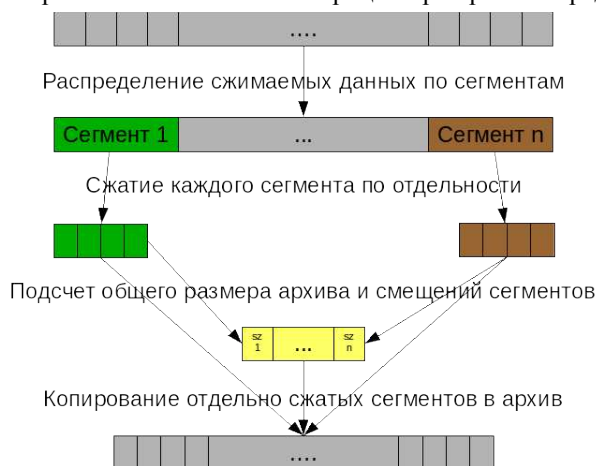 ....
Распределение сжимаемых данных по сегментам
Сегмент 1 ... Сегмент n
Сжатие каждого сегмента по отдельности
Подсчет общего размера архива и смещений сегментов
sz 1 ... sz n
Копирование отдельно сжатых сегментов в архив
....